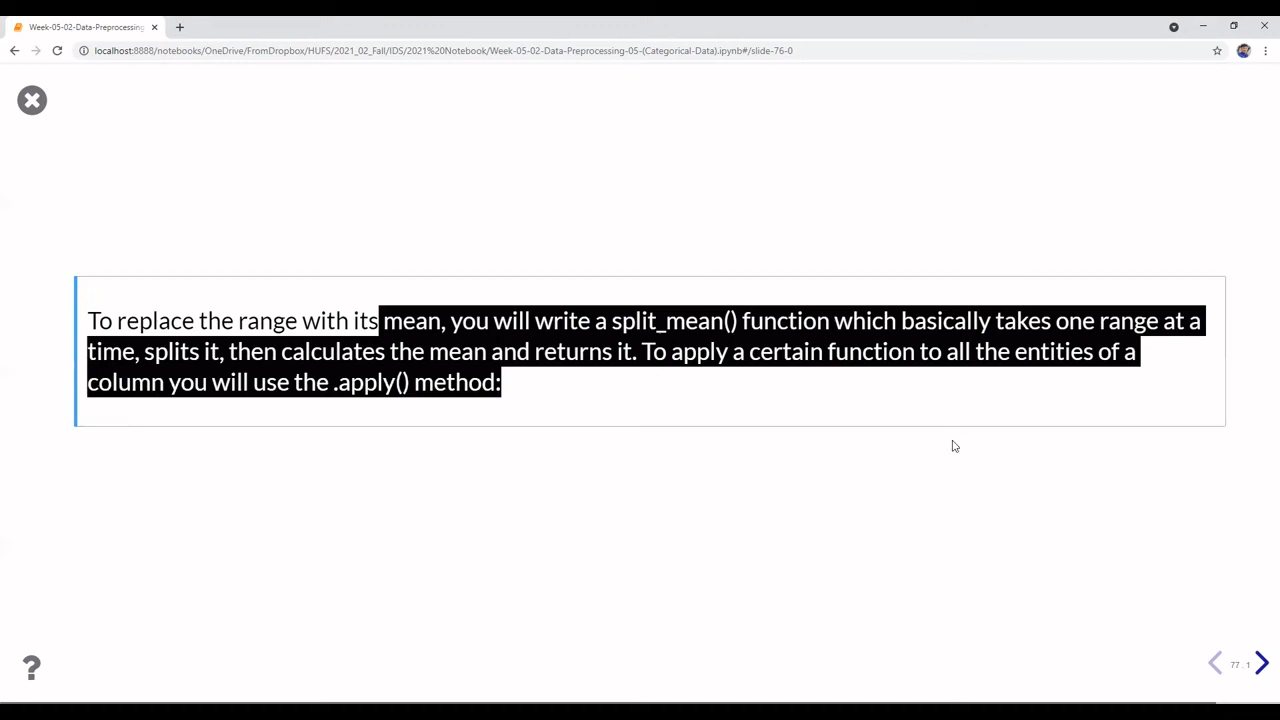 Week-05-02-Data-Preprocessing
localhost:8888/notebooks/OneDrive/FromDropbox/HUFS/2021_02_Fall/IDS/2021%20Notebook/Week-05-02-Data-Preprocessing-05-(Categorical-Data).ipynb#/slide-76-0
To replace the range with its mean, you will write a split_mean() function which basically takes one range at a
time, splits it, then calculates the mean and returns it. To apply a certain function to all the entities of a
column you will use the .apply() method:
?
77 . 1